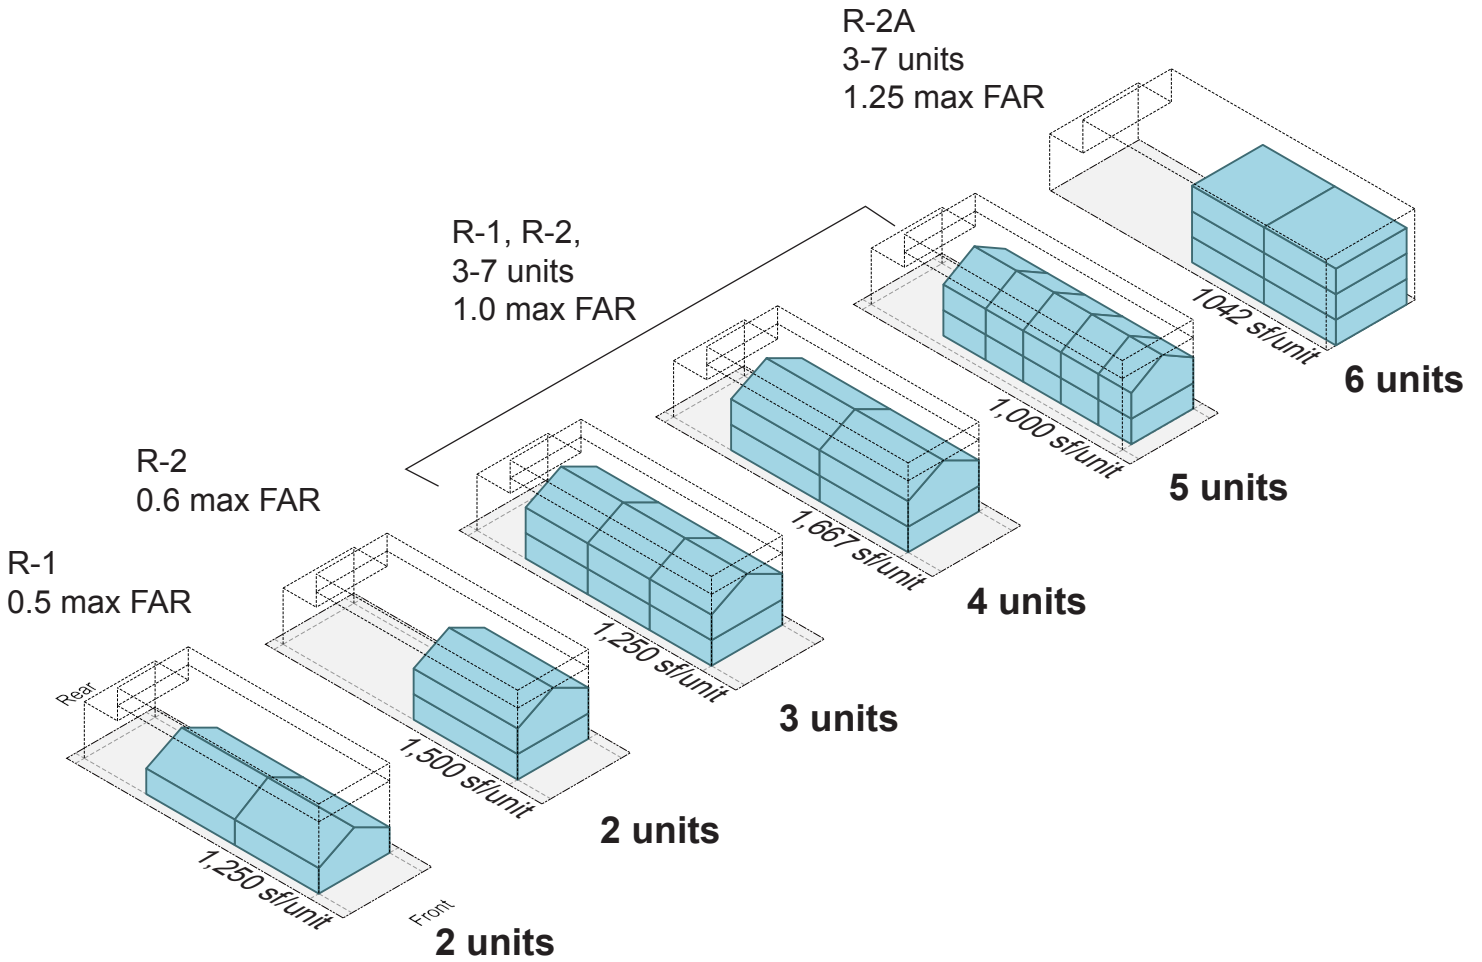 R-2A
3-7 units
1.25 max FAR
R-1, R-2,
3-7 units
1.0 max FAR
1042 sf/unit
6 units
R-2
0.6 max FAR
1,000 sf/unit
5 units
R-1
0.5 max FAR
1,667 sf/unit
4 units
1,250 sf/unit
3 units
Rear
1,500 sf/unit
2 units
1,250 sf/unit
Front
2 units